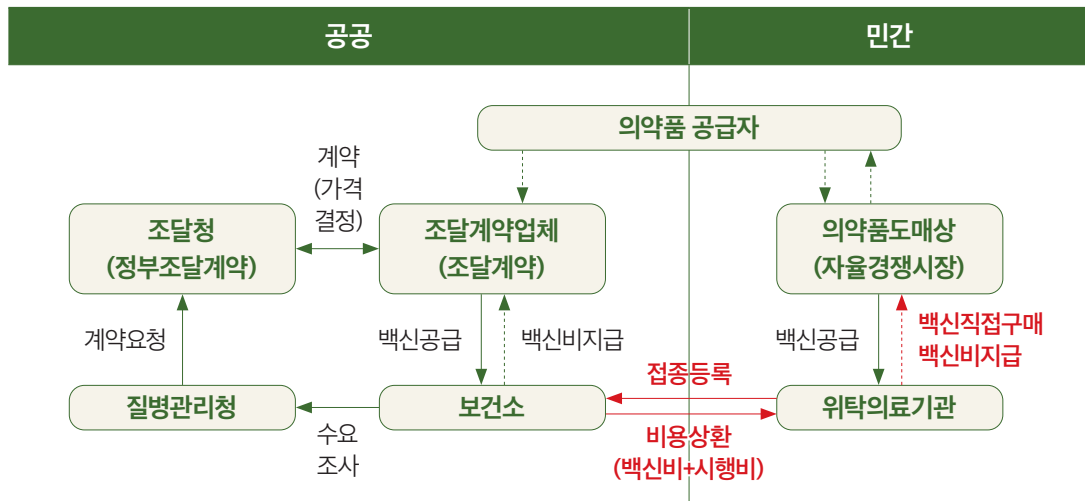 공공
민간
의약품 공급자
계약
(가격
결정)
조달청
(정부조달계약)
조달계약업체
(조달계약)
의약품도매상
(자율경쟁시장)
계약요청
백신공급
백신비지급
백신공급
백신직접구매
백신비지급
접종등록
질병관리청
보건소
위탁의료기관
수요
조사
비용상환
(백신비+시행비)